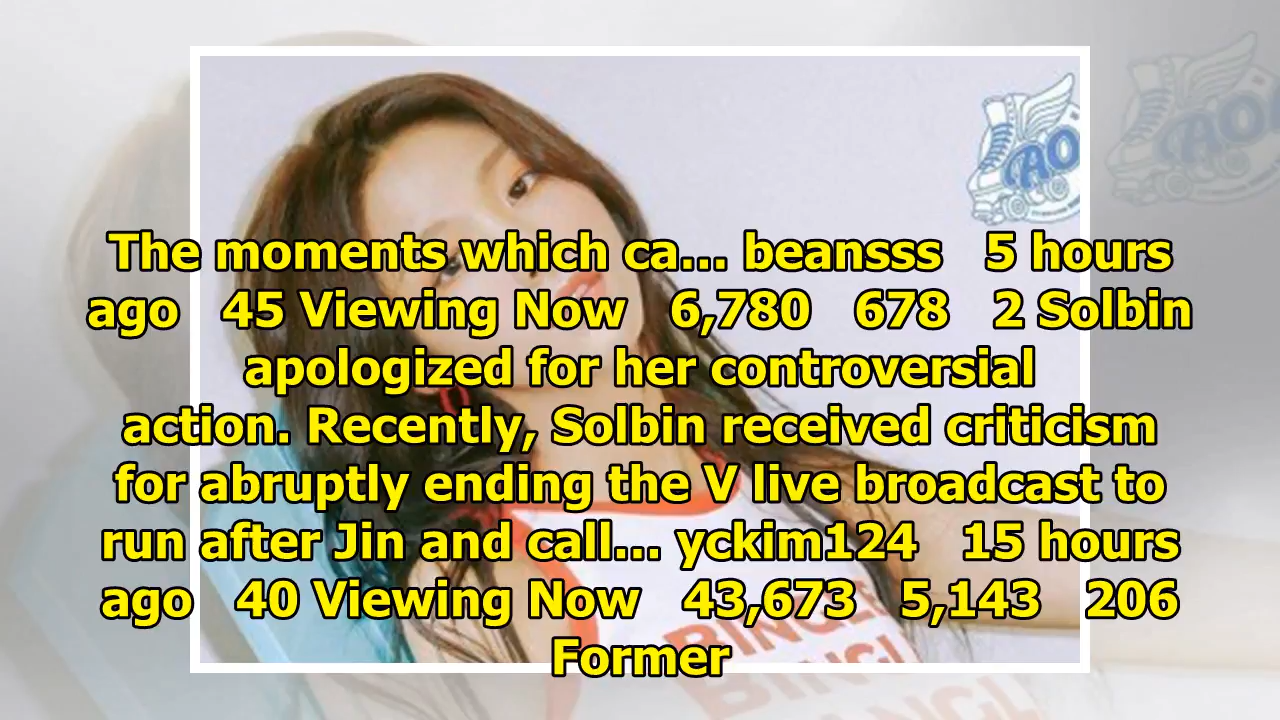 AO
AO
The moments which ca... beansss 5 hours
ago 45 Viewing Now 6,780 678 2 Solbin
apologized for her controversial
action. Recently, Solbin received criticism
for abruptly ending the V live broadcast to
run after Jin and call... yckim124 15 hours
ago 40 Viewing Now 43,673 5,143 206
Former